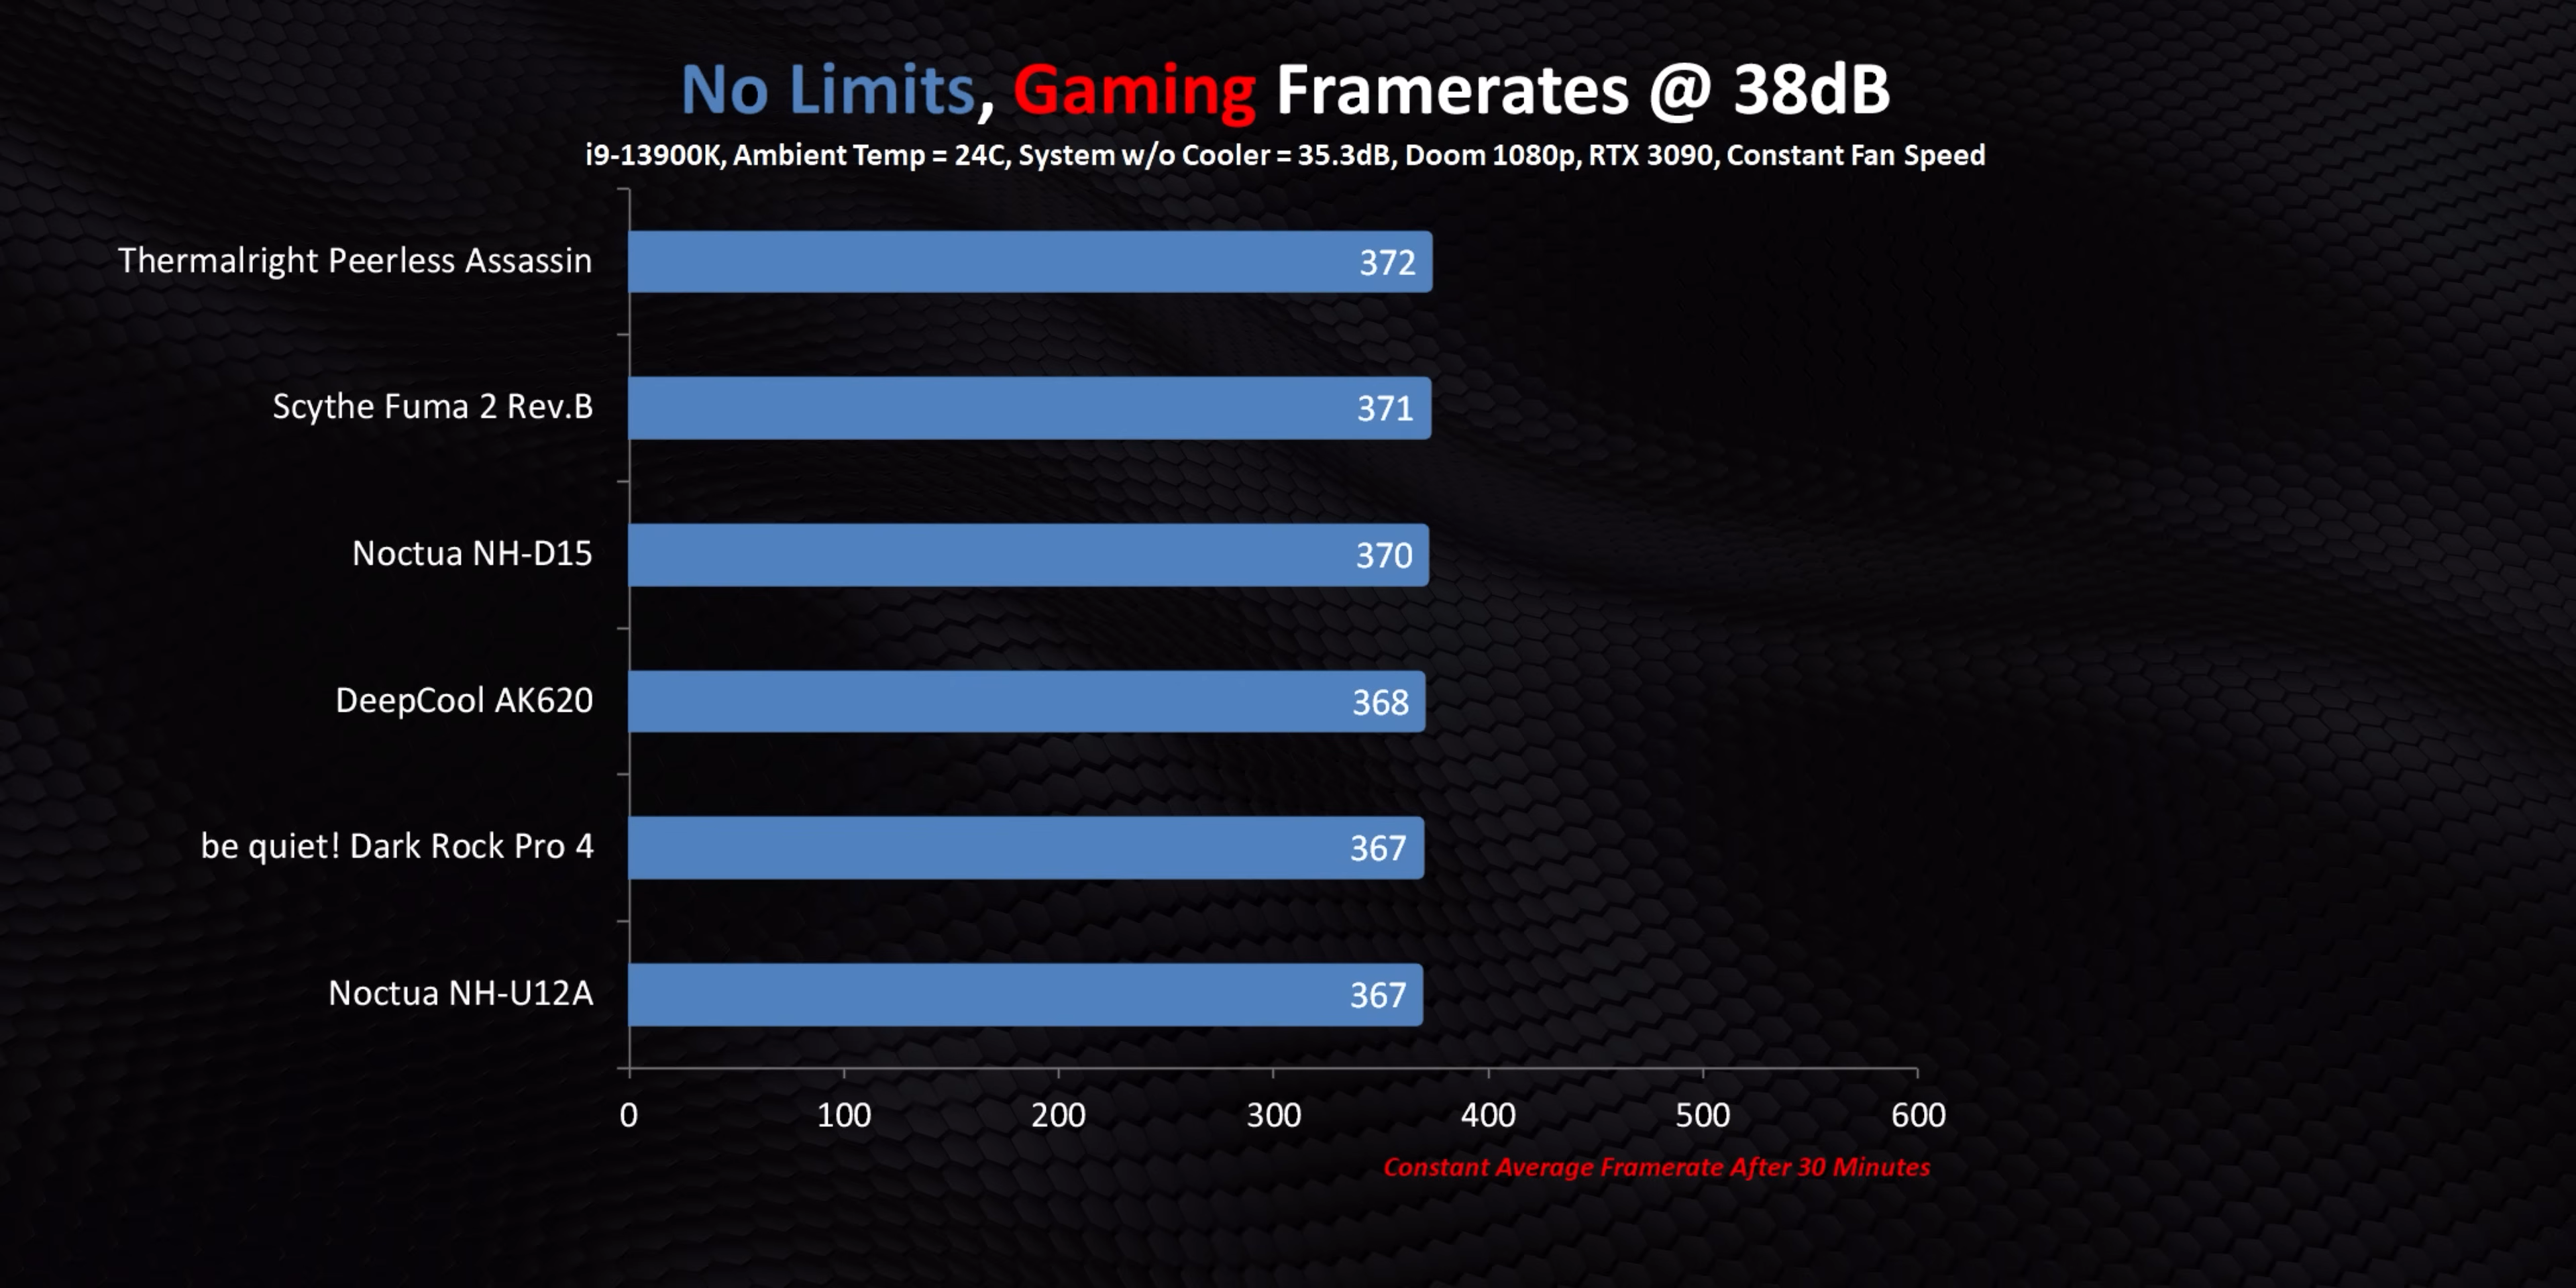 No Limits, Gaming Framerates @ 38dB
i9-13900K, Ambient Temp = 24C, System w/o Cooler = 35.3dB, Doom 1080p, RTX 3090, Constant Fan Speed
Thermalright Peerless Assassin 372
Scythe Fuma 2 Rev.B 371
Noctua NH-D15 370
DeepCool AK620 368
be quiet! Dark Rock Pro 4 367
Noctua NH-U12A 367
0 100 200 300 400 500 600
Constant Average Framerate After 30 Minutes